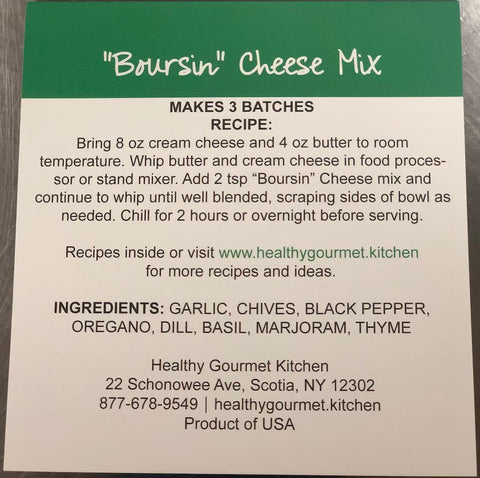 "Boursin" Cheese Mix
MAKES 3 BATCHES
RECIPE:
Bring 8 oz cream cheese and 4 oz butter to room
temperature. Whip butter and cream cheese in food proces-
sor or stand mixer. Add 2 tsp “Boursin” Cheese mix and
continue to whip until well blended, scraping sides of bowl as
needed. Chill for 2 hours or overnight before serving.
Recipes inside or visit www.healthygourmet.kitchen
for more recipes and ideas.
INGREDIENTS: GARLIC, CHIVES, BLACK PEPPER,
OREGANO, DILL, BASIL, MARJORAM, THYME
Healthy Gourmet Kitchen
22 Schonowee Ave, Scotia, NY 12302
877-678-9549 | healthygourmet.kitchen
Product of USA